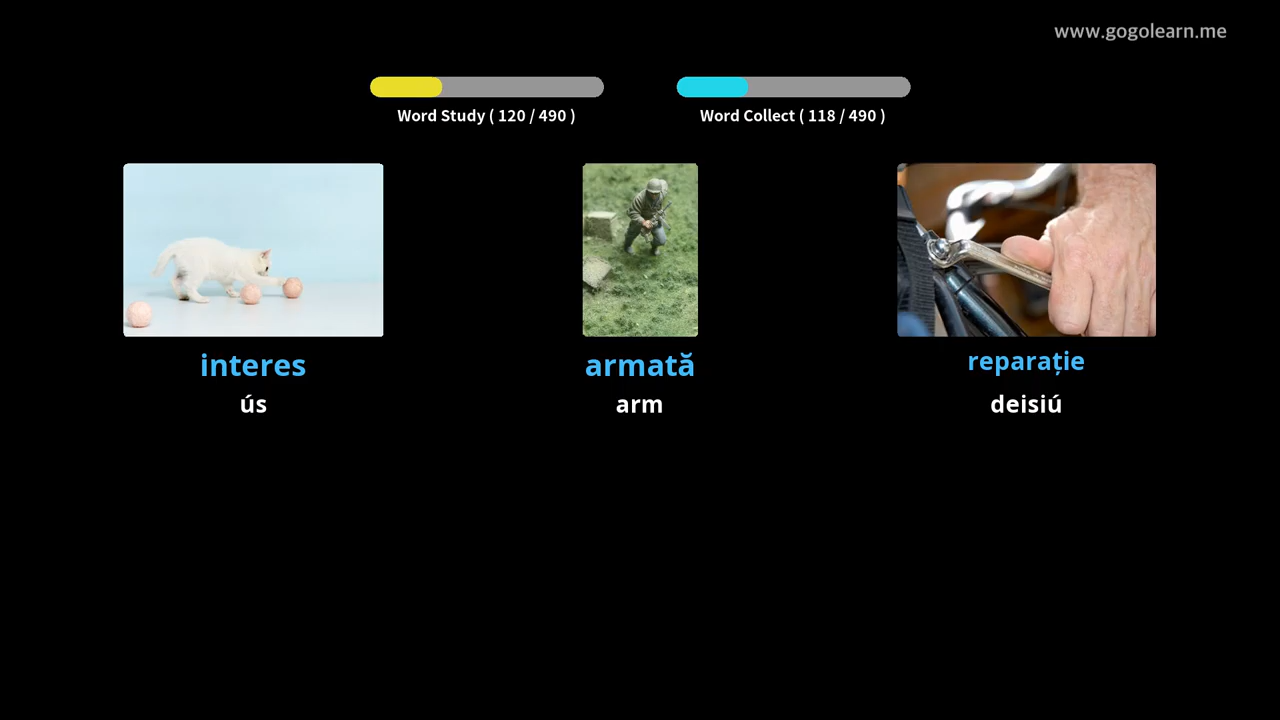 www.gogolearn.me
Word Study ( 120 / 490 )
Word Collect ( 118 / 490 )
interes
armată
reparație
ús
arm
deisiú